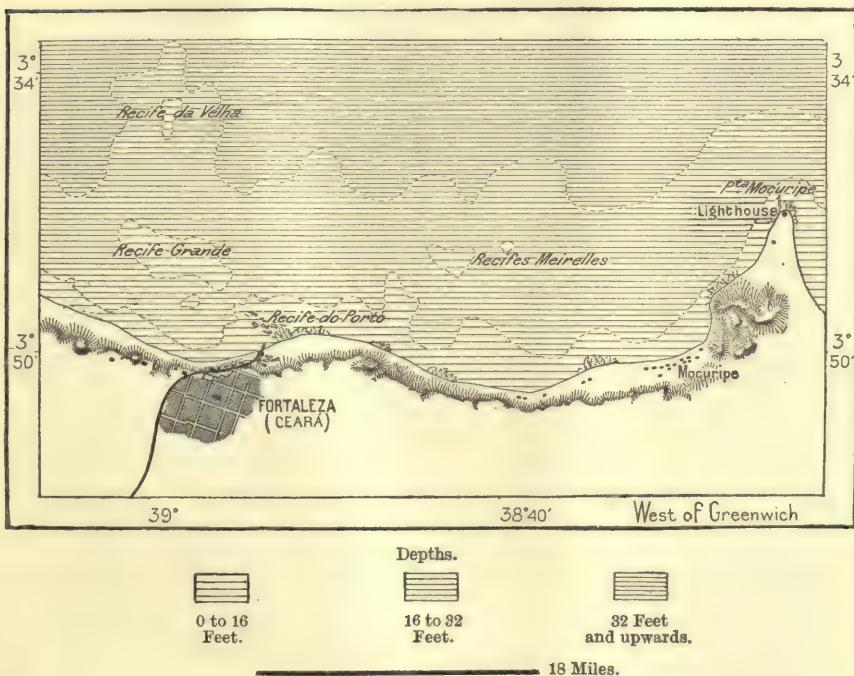 3°
34′
3
34′
Recife da Velha
Pta Mocuripe
Lighthouse
Recife Grande
Recifes Meirelles
Recife do Porto
3°
50′
3°
50′
Mocuripe
FORTALEZA
(CEARÁ)
39°
38°40′
West of Greenwich
Depths.
0 to 16
Feet.
16 to 32
Feet.
32 Feet
and upwards.
18 Miles.